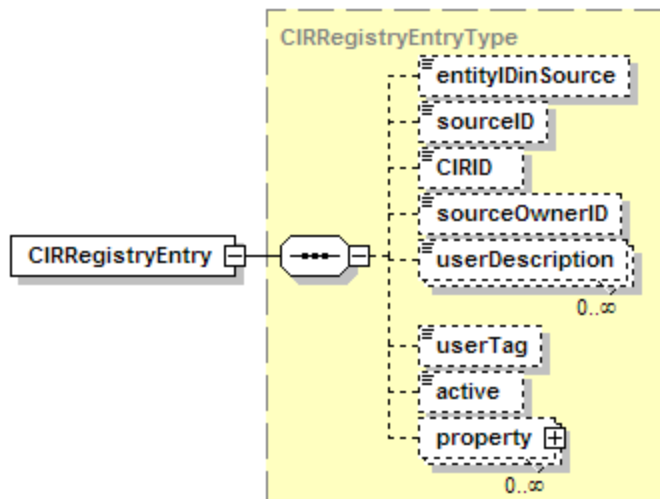 CIRRegistryEntryType
entityIDinSource
sourceID
CIRID
sourceOwnerID
CIRRegistryEntry
userDescription
0..∞
userTag
active
property
0..∞